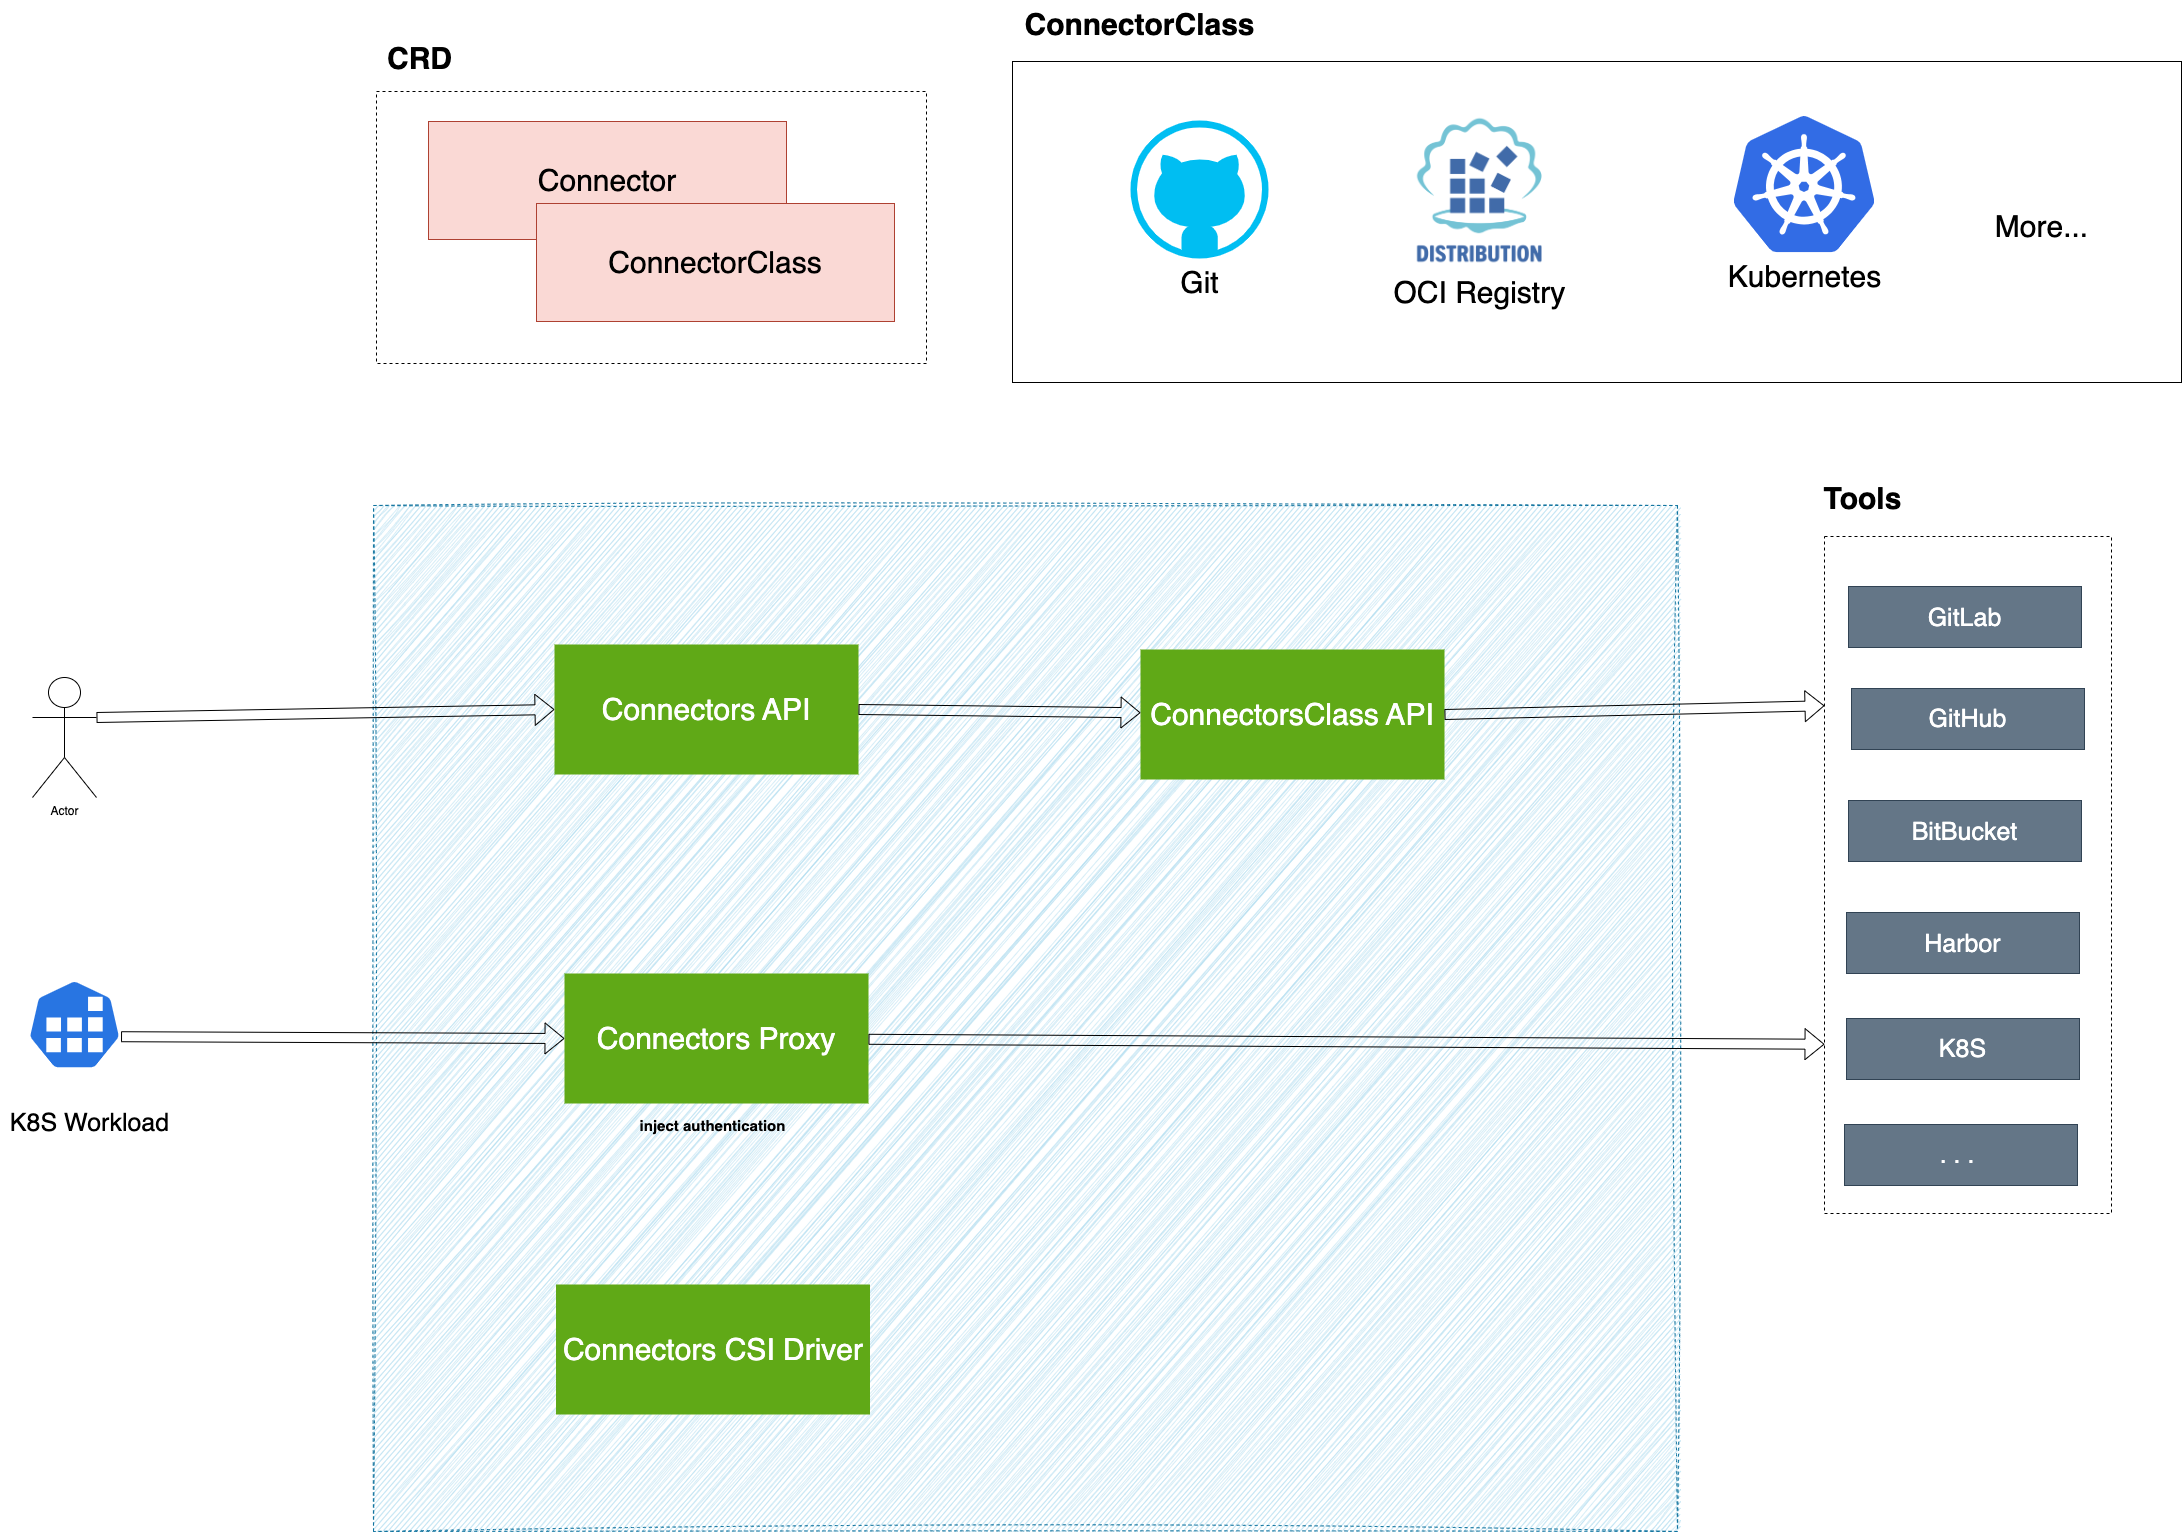 ConnectorClass
CRD
Connector
ConnectorClass
DISTRIBUTION
Git
OCI Registry
Kubernetes
More...
Tools
GitLab
GitHub
BitBucket
Harbor
K8S
. . .
Actor
Connectors API
ConnectorsClass API
K8S Workload
Connectors Proxy
inject authentication
Connectors CSI Driver